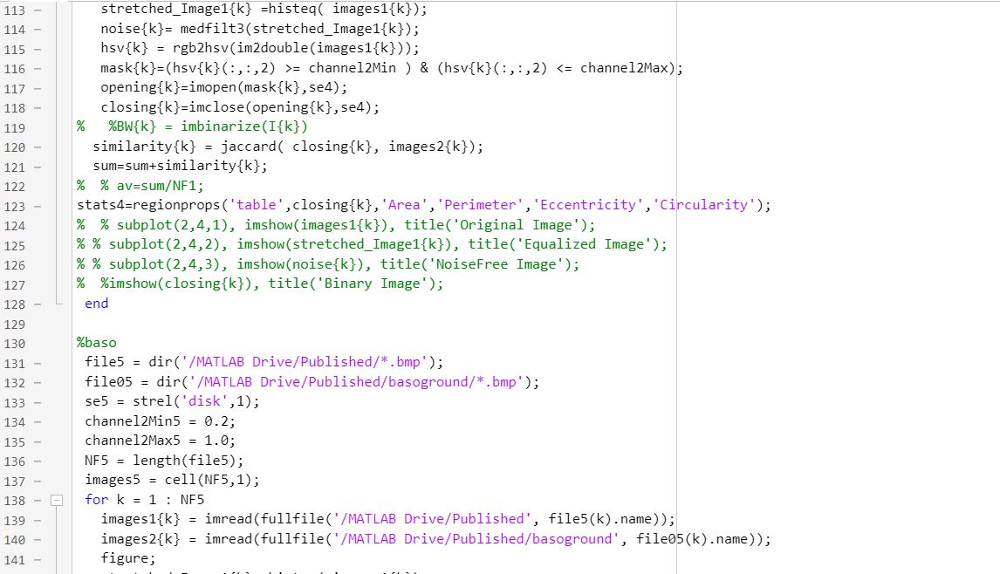 113 – stretched_Image1{k} =histeq( images1{k});
114 – noise{k}= medfilt3(stretched_Image1{k});
115 – hsv{k} = rgb2hsv(im2double(images1{k}));
116 – mask{k}=(hsv{k}(:,:,2) >= channel2Min ) & (hsv{k}(:,:,2) <= channel2Max);
117 – opening{k}=imopen(mask{k},se4);
118 – closing{k}=imclose(opening{k},se4);
119 %   %BW{k} = imbinarize(I{k})
120 – similarity{k} = jaccard( closing{k}, images2{k});
121 – sum=sum+similarity{k};
122 %  % av=sum/NF1;
123 – stats4=regionprops('table',closing{k},'Area','Perimeter','Eccentricity','Circularity');
124 %  % subplot(2,4,1), imshow(images1{k}), title('Original Image');
125 % % subplot(2,4,2), imshow(stretched_Image1{k}), title('Equalized Image');
126 % % subplot(2,4,3), imshow(noise{k}), title('NoiseFree Image');
127 %  %imshow(closing{k}), title('Binary Image');
128 – end
129
130 %baso
131 – file5 = dir('/MATLAB Drive/Published/*.bmp');
132 – file05 = dir('/MATLAB Drive/Published/basoground/*.bmp');
133 – se5 = strel('disk',1);
134 – channel2Min5 = 0.2;
135 – channel2Max5 = 1.0;
136 – NF5 = length(file5);
137 – images5 = cell(NF5,1);
138 – for k = 1 : NF5
139 – images1{k} = imread(fullfile('/MATLAB Drive/Published', file5(k).name));
140 – images2{k} = imread(fullfile('/MATLAB Drive/Published/basoground', file05(k).name));
141 – figure;